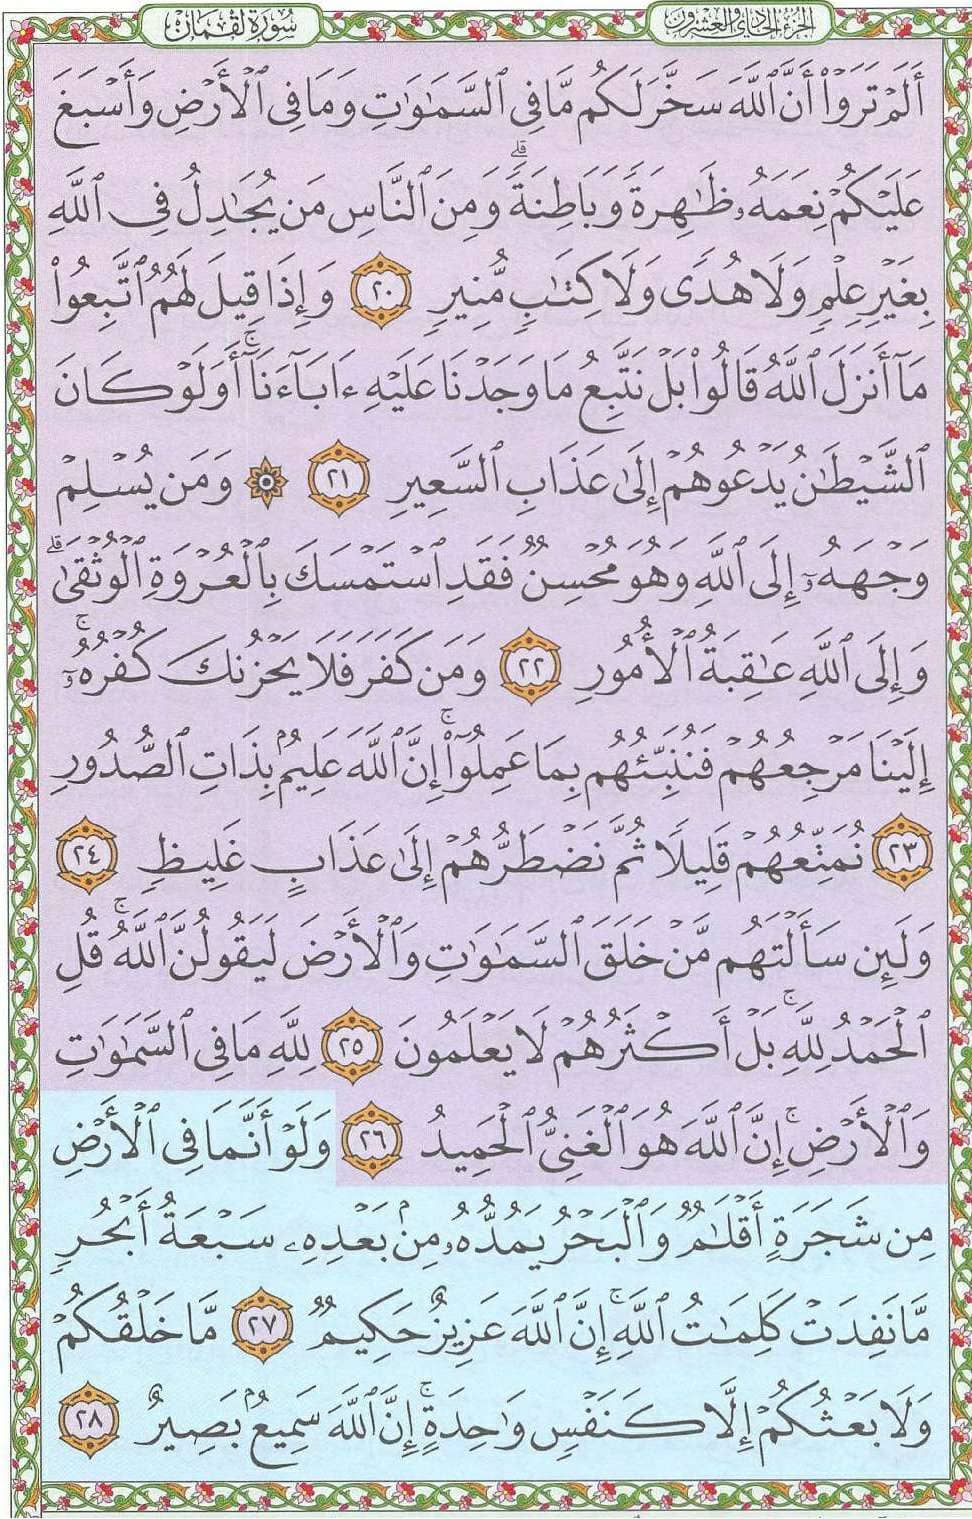 الجزء الحادي والعشرون
سورة لقمان
أَلَمْ تَرَوْا۟ أَنَّ ٱللَّهَ سَخَّرَ لَكُم مَّا فِى ٱلسَّمَٰوَٰتِ وَمَا فِى ٱلْأَرْضِ وَأَسْبَغَ
عَلَيْكُمْ نِعَمَهُۥ ظَٰهِرَةً وَبَاطِنَةً ۗ وَمِنَ ٱلنَّاسِ مَن يُجَٰدِلُ فِى ٱللَّهِ
بِغَيْرِ عِلْمٍ وَلَا هُدًى وَلَا كِتَٰبٍ مُّنِيرٍ ٢٠ وَإِذَا قِيلَ لَهُمُ ٱتَّبِعُوا۟
مَآ أَنزَلَ ٱللَّهُ قَالُوا۟ بَلْ نَتَّبِعُ مَا وَجَدْنَا عَلَيْهِ ءَابَآءَنَآ ۚ أَوَلَوْ كَانَ
ٱلشَّيْطَٰنُ يَدْعُوهُمْ إِلَىٰ عَذَابِ ٱلسَّعِيرِ ٢١ ۞ وَمَن يُسْلِمْ
وَجْهَهُۥٓ إِلَى ٱللَّهِ وَهُوَ مُحْسِنٌ فَقَدِ ٱسْتَمْسَكَ بِٱلْعُرْوَةِ ٱلْوُثْقَىٰ ۗ
وَإِلَى ٱللَّهِ عَٰقِبَةُ ٱلْأُمُورِ ٢٢ وَمَن كَفَرَ فَلَا يَحْزُنكَ كُفْرُهُۥٓ ۚ
إِلَيْنَا مَرْجِعُهُمْ فَنُنَبِّئُهُم بِمَا عَمِلُوٓا۟ ۚ إِنَّ ٱللَّهَ عَلِيمٌۢ بِذَاتِ ٱلصُّدُورِ
٢٣ نُمَتِّعُهُمْ قَلِيلًا ثُمَّ نَضْطَرُّهُمْ إِلَىٰ عَذَابٍ غَلِيظٍ ٢٤
وَلَئِن سَأَلْتَهُم مَّنْ خَلَقَ ٱلسَّمَٰوَٰتِ وَٱلْأَرْضَ لَيَقُولُنَّ ٱللَّهُ ۚ قُلِ
ٱلْحَمْدُ لِلَّهِ ۚ بَلْ أَكْثَرُهُمْ لَا يَعْلَمُونَ ٢٥ لِلَّهِ مَا فِى ٱلسَّمَٰوَٰتِ
وَٱلْأَرْضِ ۚ إِنَّ ٱللَّهَ هُوَ ٱلْغَنِىُّ ٱلْحَمِيدُ ٢٦ وَلَوْ أَنَّمَا فِى ٱلْأَرْضِ
مِن شَجَرَةٍ أَقْلَٰمٌ وَٱلْبَحْرُ يَمُدُّهُۥ مِنۢ بَعْدِهِۦ سَبْعَةُ أَبْحُرٍ
مَّا نَفِدَتْ كَلِمَٰتُ ٱللَّهِ ۗ إِنَّ ٱللَّهَ عَزِيزٌ حَكِيمٌ ٢٧ مَّا خَلْقُكُمْ
وَلَا بَعْثُكُمْ إِلَّا كَنَفْسٍ وَٰحِدَةٍ ۗ إِنَّ ٱللَّهَ سَمِيعٌۢ بَصِيرٌ ٢٨